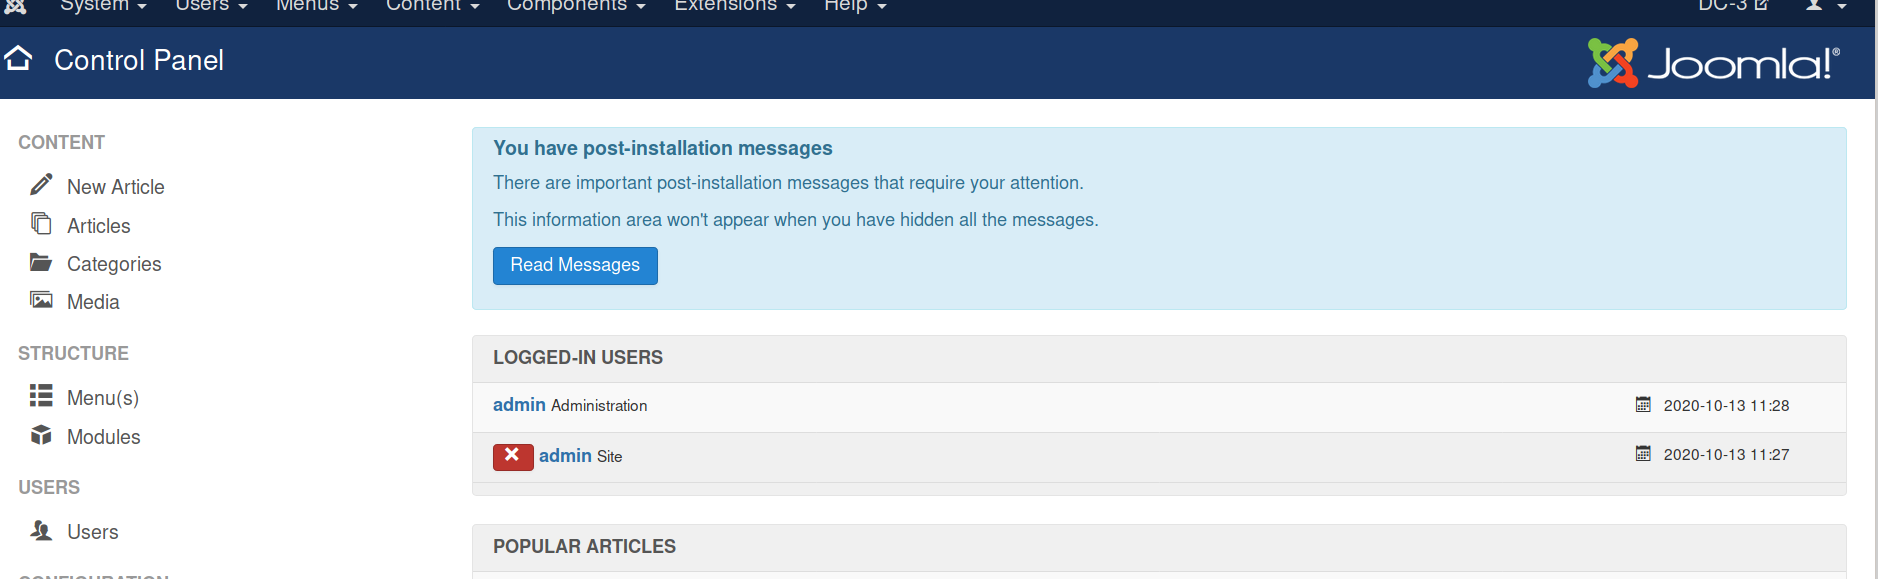 System Users Menus Content Components Extensions Help DC-3
Control Panel
Joomla!®
CONTENT
New Article
Articles
Categories
Media
STRUCTURE
Menu(s)
Modules
USERS
Users
CONFIGURATION
You have post-installation messages
There are important post-installation messages that require your attention.
This information area won't appear when you have hidden all the messages.
Read Messages
LOGGED-IN USERS
admin Administration 2020-10-13 11:28
admin Site 2020-10-13 11:27
POPULAR ARTICLES